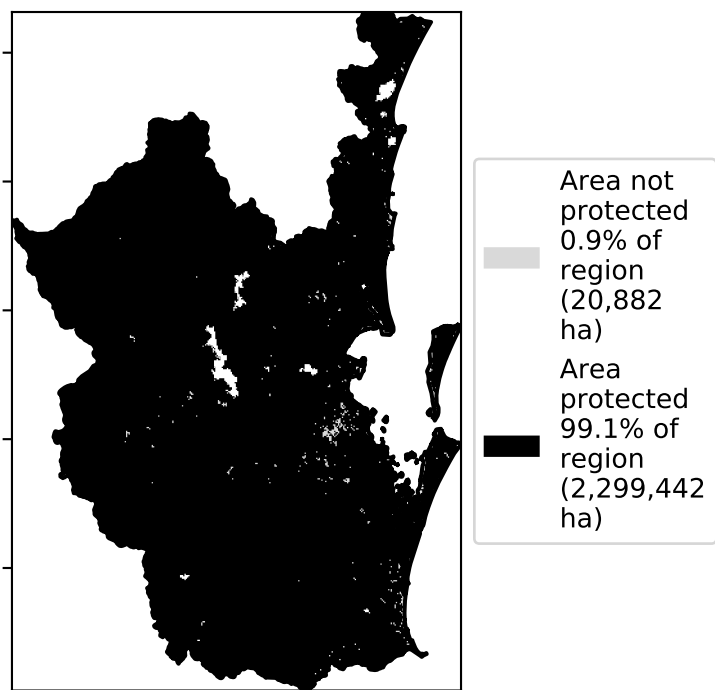 Area not
protected
0.9% of
region
(20,882
ha)
Area
protected
99.1% of
region
(2,299,442
ha)